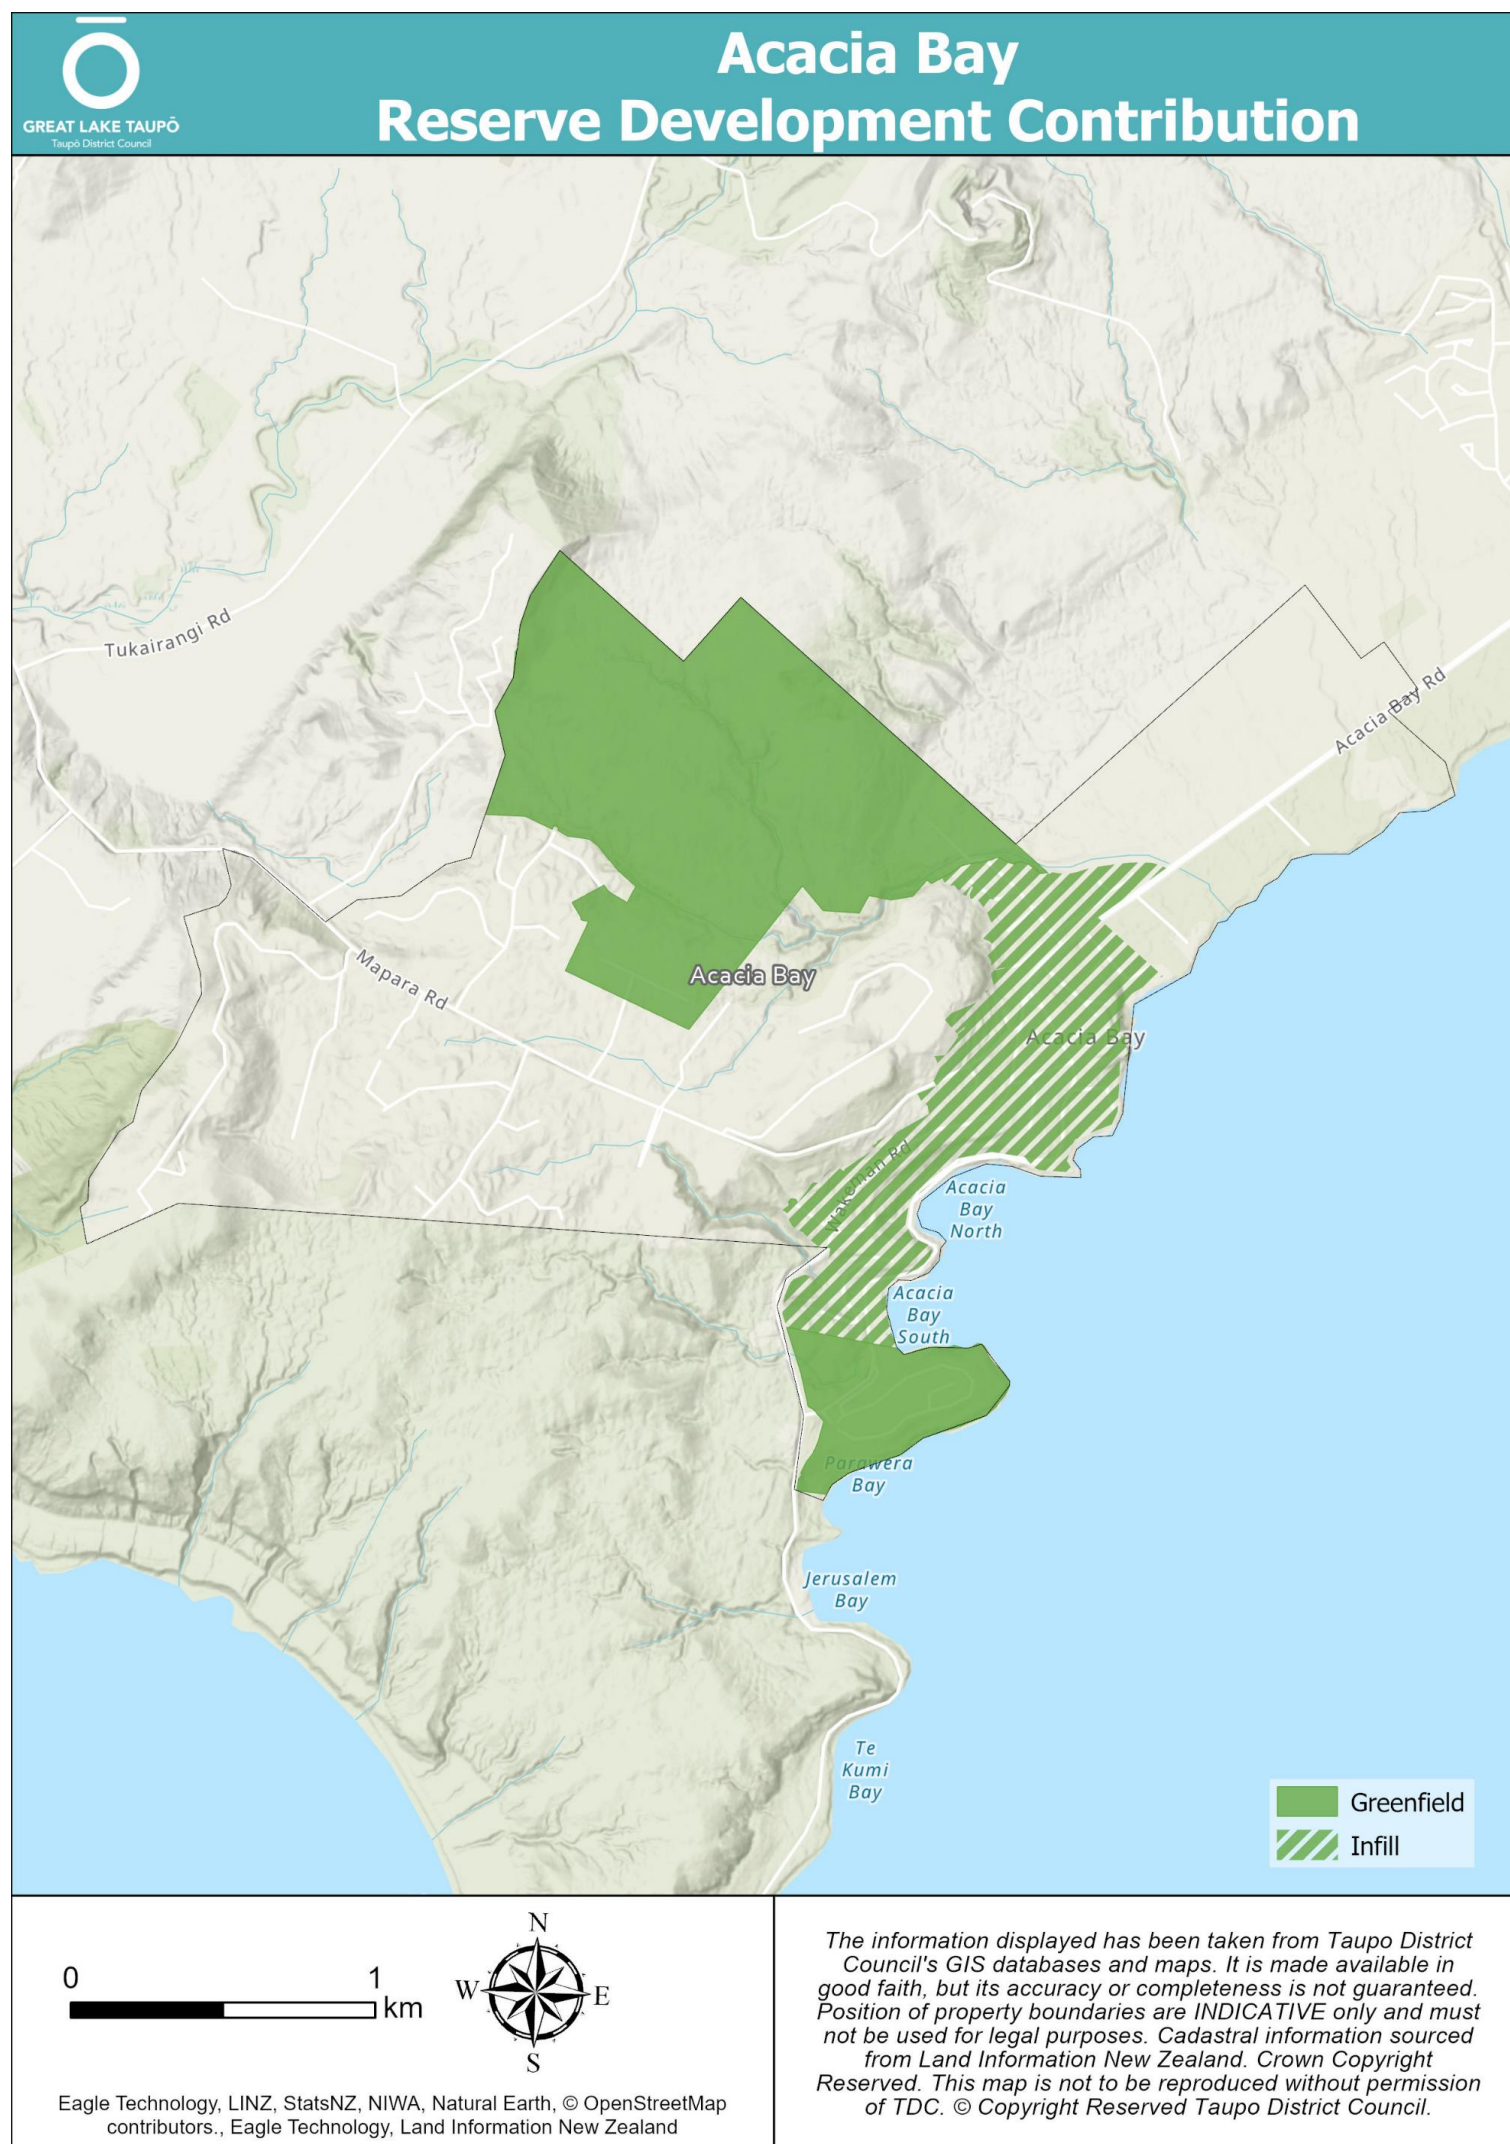 GREAT LAKE TAUPŌ
Taupō District Council
Acacia Bay
Reserve Development Contribution
Tukairangi Rd
Acacia Bay Rd
Mapara Rd
Acacia Bay
Acacia Bay
Wakeman Rd
Acacia
Bay
North
Acacia
Bay
South
Parawera
Bay
Jerusalem
Bay
Te
Kumi
Bay
Greenfield
Infill
0 1
km
N
W E
S
Eagle Technology, LINZ, StatsNZ, NIWA, Natural Earth, © OpenStreetMap
contributors., Eagle Technology, Land Information New Zealand
The information displayed has been taken from Taupo District
Council's GIS databases and maps. It is made available in
good faith, but its accuracy or completeness is not guaranteed.
Position of property boundaries are INDICATIVE only and must
not be used for legal purposes. Cadastral information sourced
from Land Information New Zealand. Crown Copyright
Reserved. This map is not to be reproduced without permission
of TDC. © Copyright Reserved Taupo District Council.